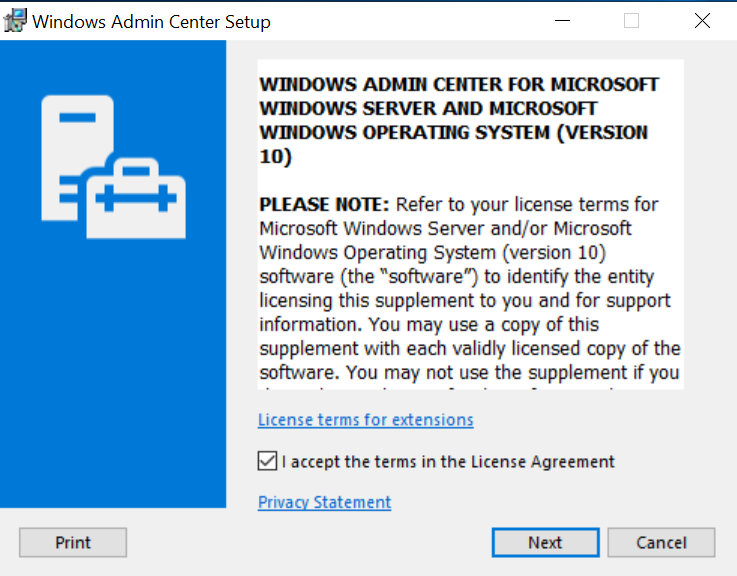 Windows Admin Center Setup
WINDOWS ADMIN CENTER FOR MICROSOFT
WINDOWS SERVER AND MICROSOFT
WINDOWS OPERATING SYSTEM (VERSION
10)
PLEASE NOTE: Refer to your license terms for
Microsoft Windows Server and/or Microsoft
Windows Operating System (version 10)
software (the “software”) to identify the entity
licensing this supplement to you and for support
information. You may use a copy of this
supplement with each validly licensed copy of the
software. You may not use the supplement if you
License terms for extensions
I accept the terms in the License Agreement
Privacy Statement
Print
Next
Cancel